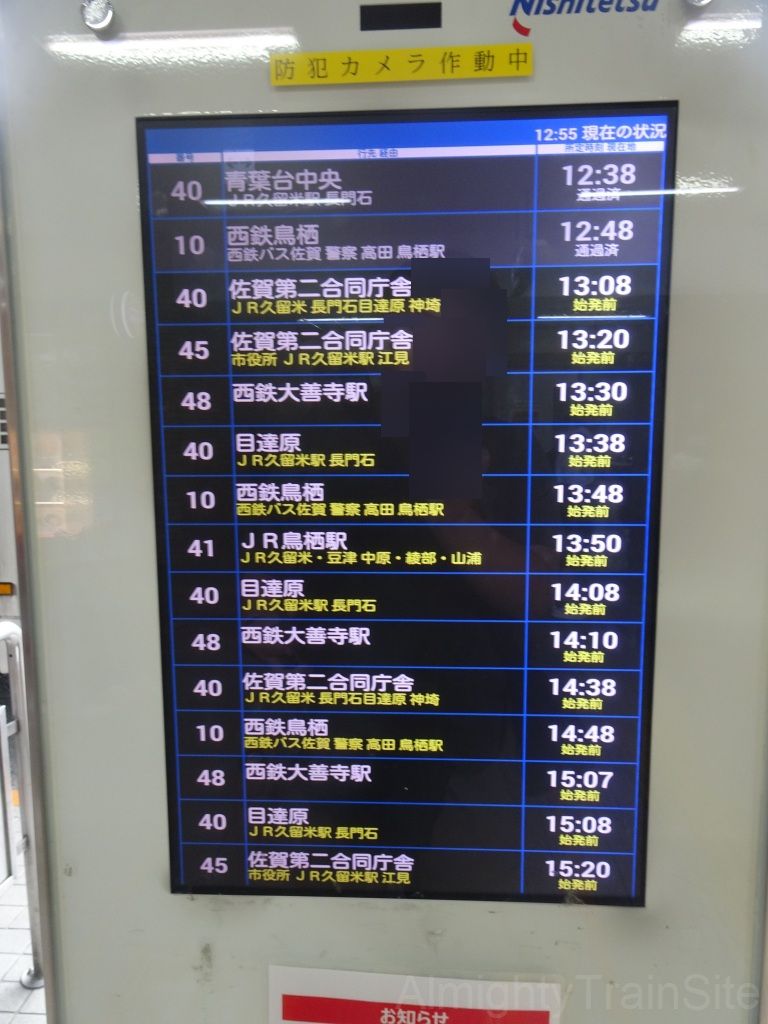 Nishitetsu
防犯カメラ作動中
12:55 現在の状況
番号 行先 経由 所定時刻 現在地
40 青葉台中央 12:38
ＪＲ久留米駅 長門石 通過済
10 西鉄鳥栖 12:48
西鉄バス佐賀 警察 高田 鳥栖駅 通過済
40 佐賀第二合同庁舎 13:08
ＪＲ久留米 長門石目達原 神埼 始発前
45 佐賀第二合同庁舎 13:20
市役所 ＪＲ久留米駅 江見 始発前
48 西鉄大善寺駅 13:30
始発前
40 目達原 13:38
ＪＲ久留米駅 長門石 始発前
10 西鉄鳥栖 13:48
西鉄バス佐賀 警察 高田 鳥栖駅 始発前
41 ＪＲ鳥栖駅 13:50
ＪＲ久留米・豆津 中原・綾部・山浦 始発前
40 目達原 14:08
ＪＲ久留米駅 長門石 始発前
48 西鉄大善寺駅 14:10
始発前
40 佐賀第二合同庁舎 14:38
ＪＲ久留米 長門石目達原 神埼 始発前
10 西鉄鳥栖 14:48
西鉄バス佐賀 警察 高田 鳥栖駅 始発前
48 西鉄大善寺駅 15:07
始発前
40 目達原 15:08
ＪＲ久留米駅 長門石 始発前
45 佐賀第二合同庁舎 15:20
市役所 ＪＲ久留米駅 江見 始発前
AlmightyTrainSite
お知らせ